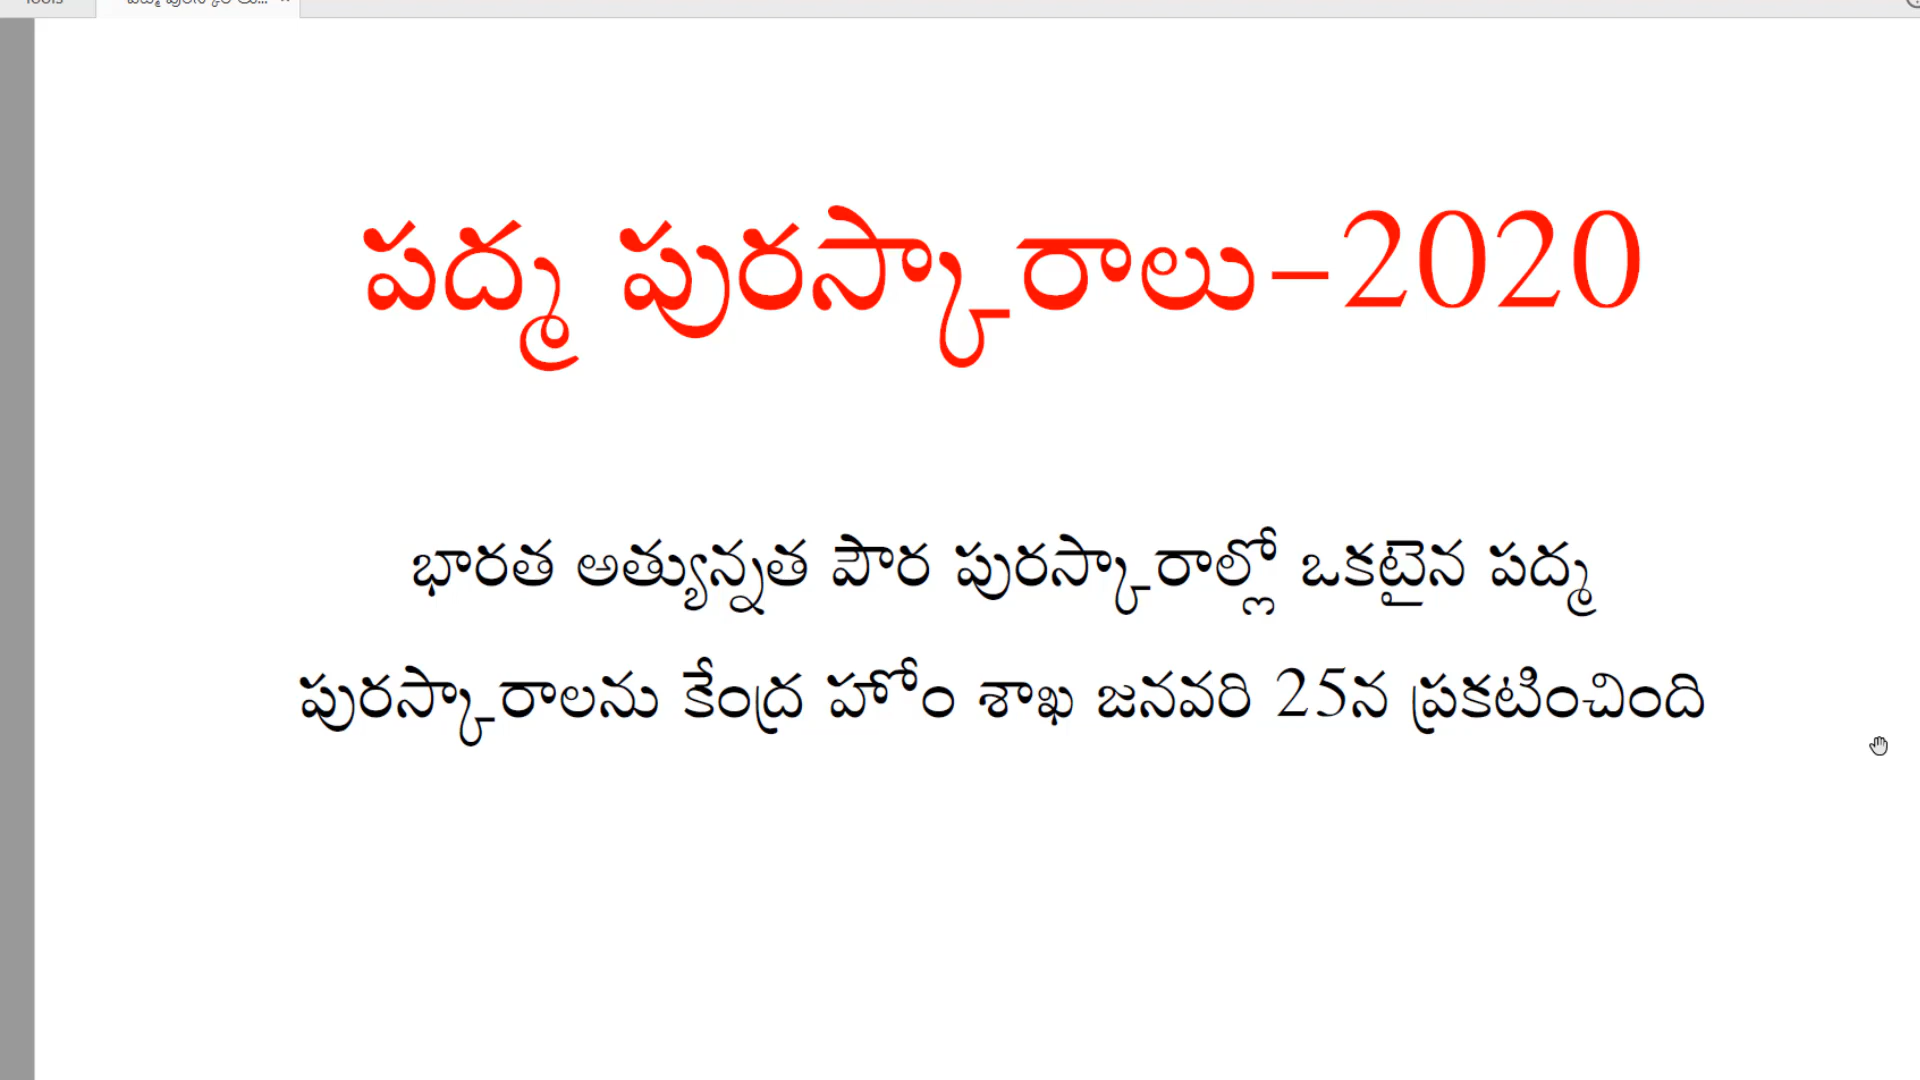 పద్మ పురస్కారాలు-2020
భారత అత్యున్నత పౌర పురస్కారాల్లో ఒకటైన పద్మ
పురస్కారాలను కేంద్ర హోం శాఖ జనవరి 25న ప్రకటించింది